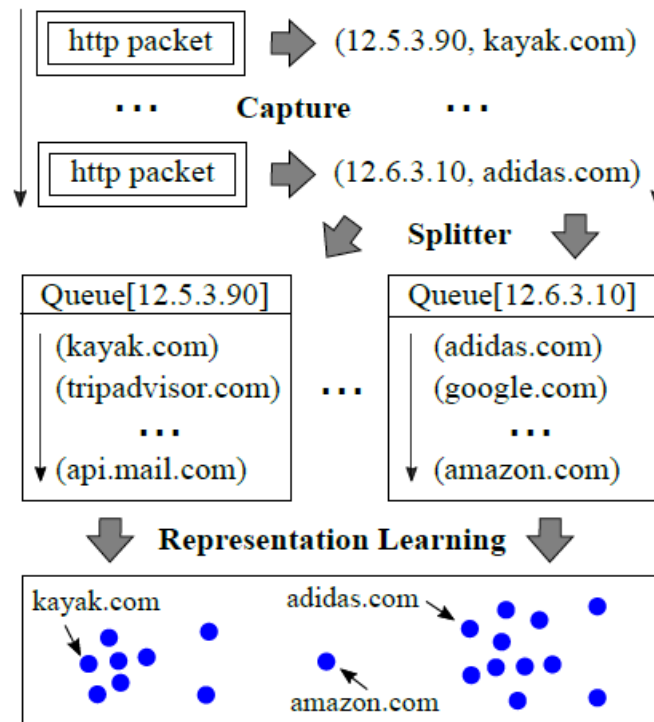 http packet (12.5.3.90, kayak.com)
... Capture ...
http packet (12.6.3.10, adidas.com)
Splitter
Queue[12.5.3.90]
(kayak.com)
(tripadvisor.com)
...
(api.mail.com)
...
Queue[12.6.3.10]
(adidas.com)
(google.com)
...
(amazon.com)
Representation Learning
kayak.com
adidas.com
amazon.com